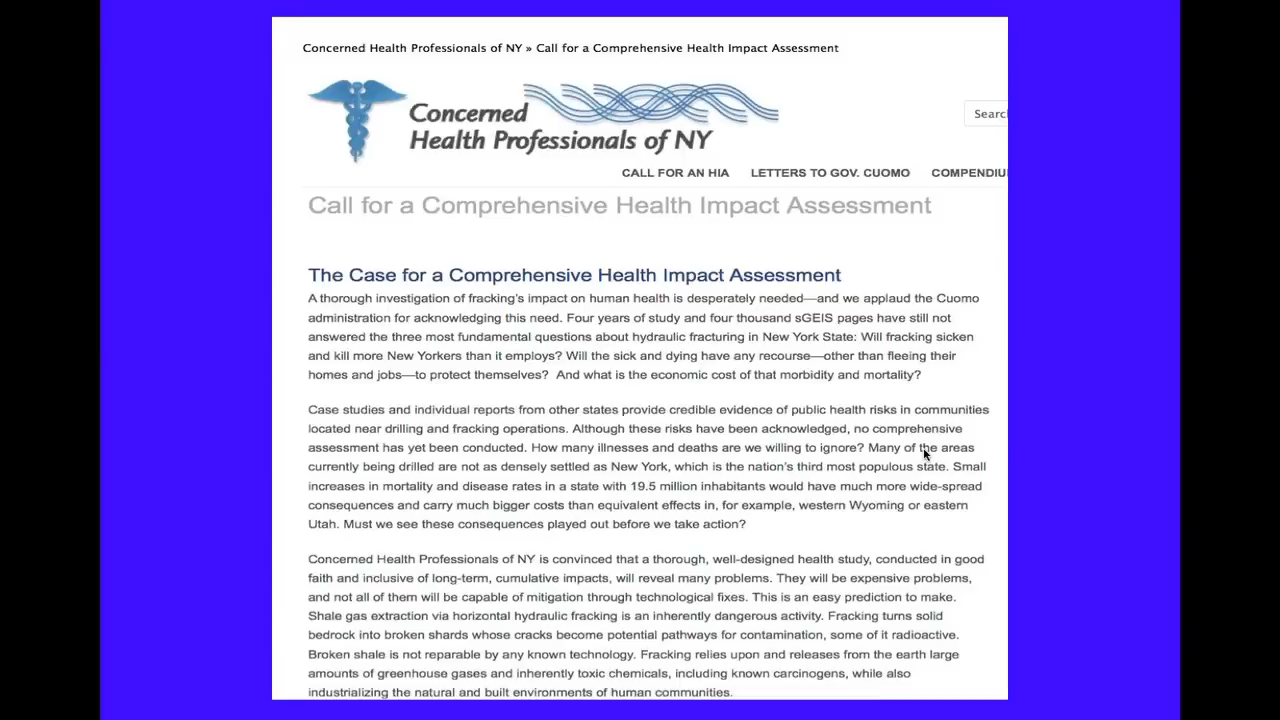 Concerned Health Professionals of NY » Call for a Comprehensive Health Impact Assessment
Concerned
Health Professionals of NY
Searc
CALL FOR AN HIA LETTERS TO GOV. CUOMO COMPENDIU
Call for a Comprehensive Health Impact Assessment
The Case for a Comprehensive Health Impact Assessment
A thorough investigation of fracking's impact on human health is desperately needed—and we applaud the Cuomo
administration for acknowledging this need. Four years of study and four thousand sGEIS pages have still not
answered the three most fundamental questions about hydraulic fracturing in New York State: Will fracking sicken
and kill more New Yorkers than it employs? Will the sick and dying have any recourse—other than fleeing their
homes and jobs—to protect themselves?  And what is the economic cost of that morbidity and mortality?
Case studies and individual reports from other states provide credible evidence of public health risks in communities
located near drilling and fracking operations. Although these risks have been acknowledged, no comprehensive
assessment has yet been conducted. How many illnesses and deaths are we willing to ignore? Many of the areas
currently being drilled are not as densely settled as New York, which is the nation's third most populous state. Small
increases in mortality and disease rates in a state with 19.5 million inhabitants would have much more wide-spread
consequences and carry much bigger costs than equivalent effects in, for example, western Wyoming or eastern
Utah. Must we see these consequences played out before we take action?
Concerned Health Professionals of NY is convinced that a thorough, well-designed health study, conducted in good
faith and inclusive of long-term, cumulative impacts, will reveal many problems. They will be expensive problems,
and not all of them will be capable of mitigation through technological fixes. This is an easy prediction to make.
Shale gas extraction via horizontal hydraulic fracking is an inherently dangerous activity. Fracking turns solid
bedrock into broken shards whose cracks become potential pathways for contamination, some of it radioactive.
Broken shale is not reparable by any known technology. Fracking relies upon and releases from the earth large
amounts of greenhouse gases and inherently toxic chemicals, including known carcinogens, while also
industrializing the natural and built environments of human communities.